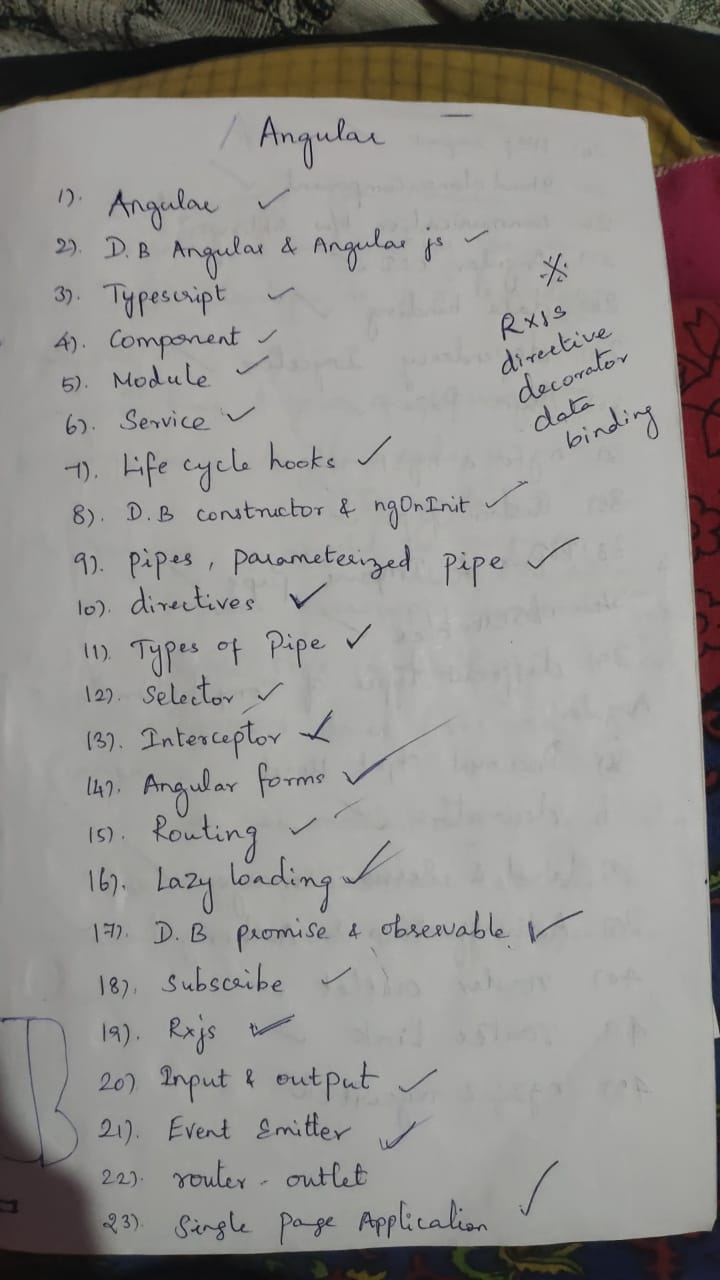 Angular
1). Angular ✓
2). D.B Angular & Angular js ✓
3). Typescript ✓
4). Component ✓
5). Module ✓
6). Service ✓
7). Life cycle hooks ✓
8). D.B constructor & ngOnInit ✓
9). Pipes, parameterized pipe ✓
10). directives ✓
11). Types of Pipe ✓
12). Selector ✓
13). Interceptor ✓
14). Angular forms ✓
15). Routing ✓
16). Lazy loading ✓
17). D.B promise & observable ✓
18). Subscribe ✓
19). Rxjs ✓
20) Input & output ✓
21). Event Emitter ✓
22). router-outlet
23). Single Page Application ✓
RxJS
directive
decorator
data
binding